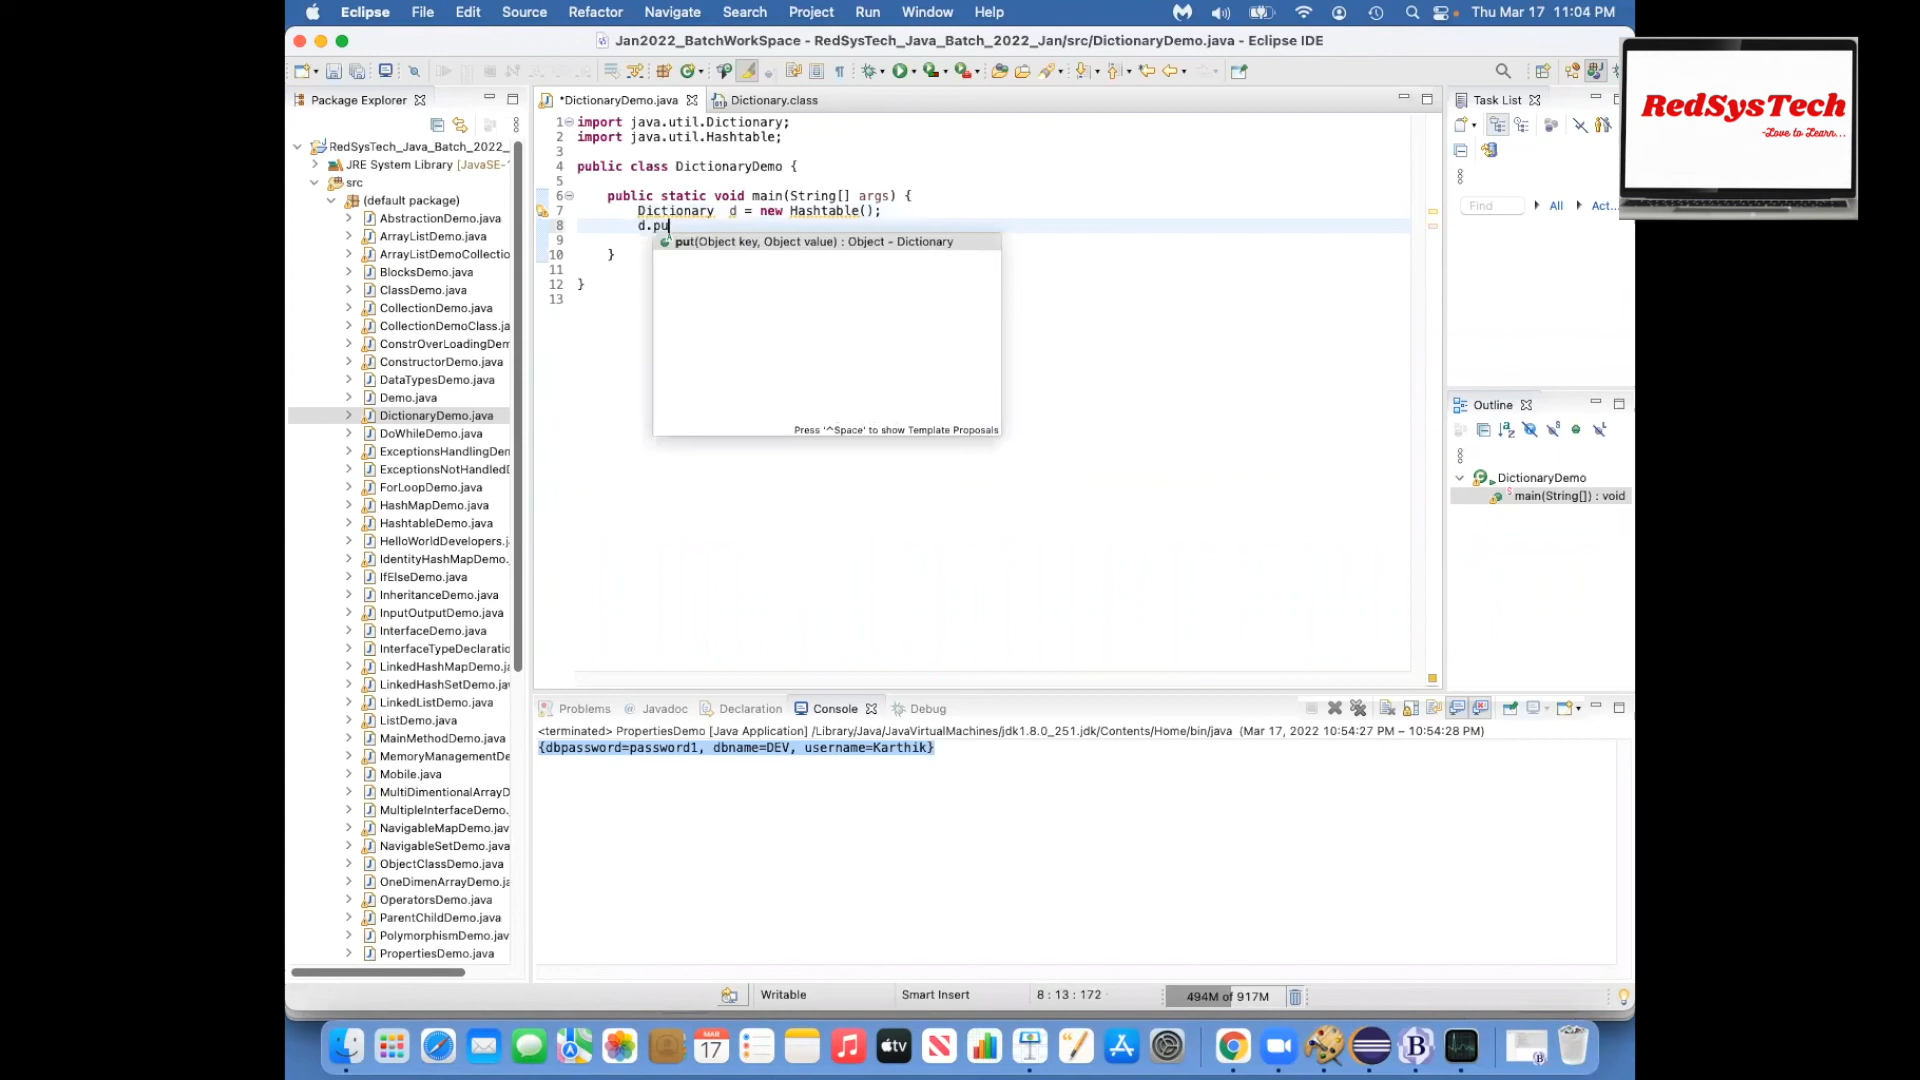 Eclipse File Edit Source Refactor Navigate Search Project Run Window Help Thu Mar 17 11:04 PM
Jan2022_BatchWorkSpace - RedSysTech_Java_Batch_2022_Jan/src/DictionaryDemo.java - Eclipse IDE
RedSysTech
-Love to Learn...
Package Explorer
RedSysTech_Java_Batch_2022_
JRE System Library [JavaSE-1
src
(default package)
AbstractionDemo.java
ArrayListDemo.java
ArrayListDemoCollectio
BlocksDemo.java
ClassDemo.java
CollectionDemo.java
CollectionDemoClass.ja
ConstrOverLoadingDem
ConstructorDemo.java
DataTypesDemo.java
Demo.java
DictionaryDemo.java
DoWhileDemo.java
ExceptionsHandlingDem
ExceptionsNotHandledD
ForLoopDemo.java
HashMapDemo.java
HashtableDemo.java
HelloWorldDevelopers.j
IdentityHashMapDemo.
IfElseDemo.java
InheritanceDemo.java
InputOutputDemo.java
InterfaceDemo.java
InterfaceTypeDeclaratio
LinkedHashMapDemo.ja
LinkedHashSetDemo.java
LinkedListDemo.java
ListDemo.java
MainMethodDemo.java
MemoryManagementDe
Mobile.java
MultiDimentionalArrayD
MultipleInterfaceDemo.
NavigableMapDemo.jav
NavigableSetDemo.java
ObjectClassDemo.java
OneDimenArrayDemo.ja
OperatorsDemo.java
ParentChildDemo.java
PolymorphismDemo.jav
PropertiesDemo.java
*DictionaryDemo.java Dictionary.class
1 import java.util.Dictionary;
2 import java.util.Hashtable;
3
4 public class DictionaryDemo {
5
6 public static void main(String[] args) {
7 Dictionary d = new Hashtable();
8 d.pu
9
10 }
11
12 }
13
put(Object key, Object value) : Object - Dictionary
Press '^Space' to show Template Proposals
Task List
Find All Act...
Outline
DictionaryDemo
main(String[]) : void
Problems Javadoc Declaration Console Debug
<terminated> PropertiesDemo [Java Application] /Library/Java/JavaVirtualMachines/jdk1.8.0_251.jdk/Contents/Home/bin/java (Mar 17, 2022 10:54:27 PM – 10:54:28 PM)
{dbpassword=password1, dbname=DEV, username=Karthik}
Writable Smart Insert 8 : 13 : 172 494M of 917M
MAR
17
tv